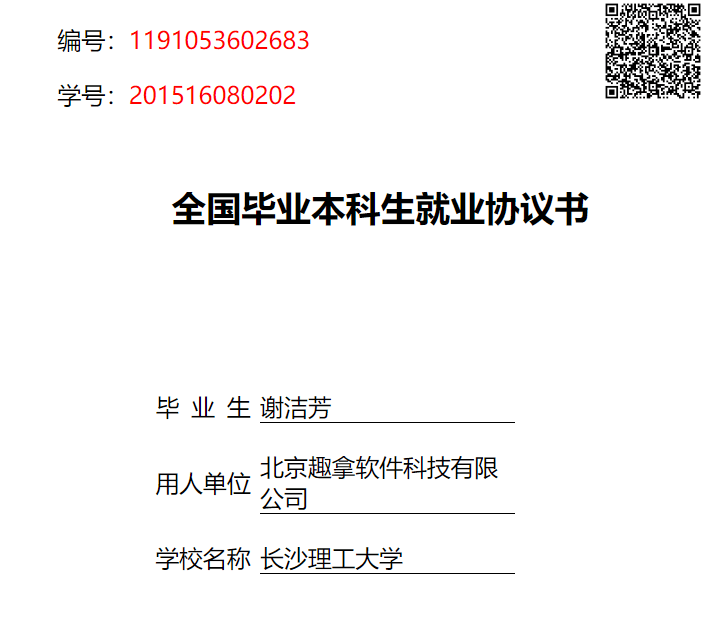 编号：1191053602683
学号：201516080202
全国毕业本科生就业协议书
毕 业 生 谢洁芳
用人单位 北京趣拿软件科技有限
公司
学校名称 长沙理工大学